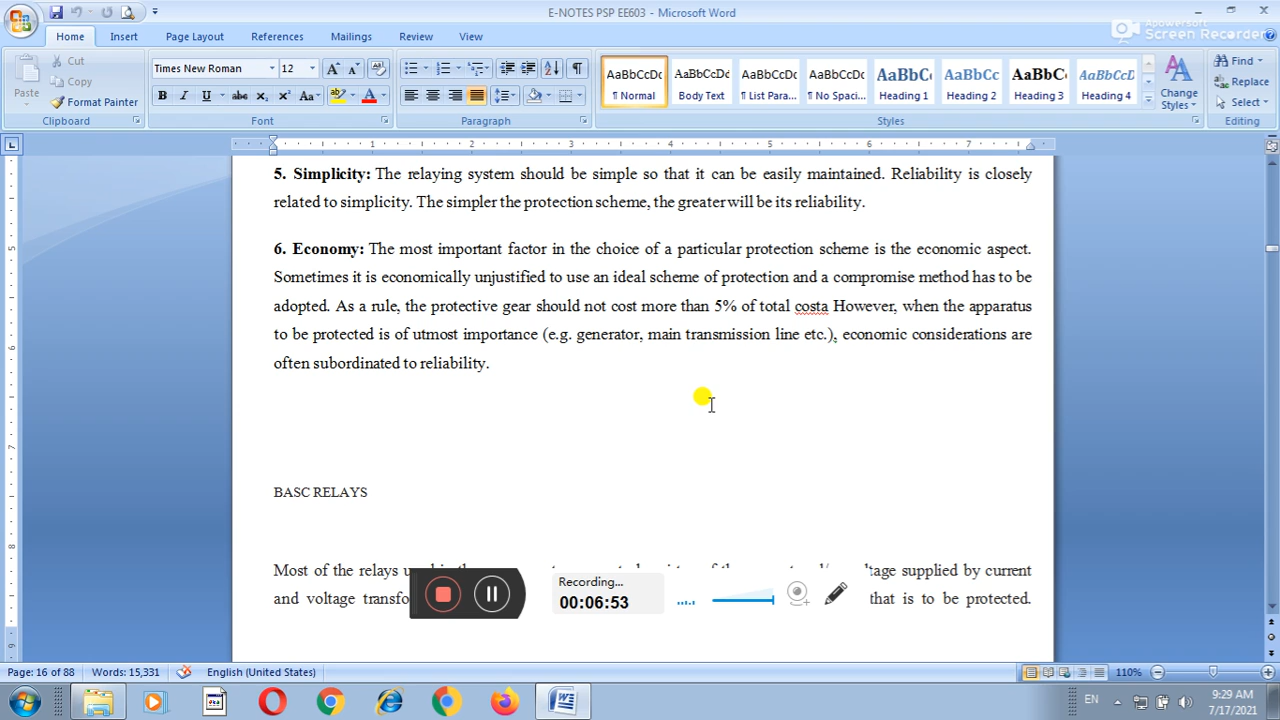 E-NOTES PSP EE603 - Microsoft Word
Apowersoft
Screen Recorder
Home Insert Page Layout References Mailings Review View
Paste
Cut
Copy
Format Painter
Clipboard
Times New Roman 12
Font
Paragraph
AaBbCcDc AaBbCcDc AaBbCcDc AaBbCcDc AaBbC AaBbCc AaBbCc AaBbCcD
¶ Normal Body Text ¶ List Para... ¶ No Spaci... Heading 1 Heading 2 Heading 3 Heading 4
Styles
Change
Styles
Find
Replace
Select
Editing
1 2 3 4 5 6 7
5. Simplicity: The relaying system should be simple so that it can be easily maintained. Reliability is closely
related to simplicity. The simpler the protection scheme, the greater will be its reliability.
6. Economy: The most important factor in the choice of a particular protection scheme is the economic aspect.
Sometimes it is economically unjustified to use an ideal scheme of protection and a compromise method has to be
adopted. As a rule, the protective gear should not cost more than 5% of total costa However, when the apparatus
to be protected is of utmost importance (e.g. generator, main transmission line etc.), economic considerations are
often subordinated to reliability.
BASC RELAYS
Most of the relays supplied by current
and voltage that is to be protected.
Recording...
00:06:53
Page: 16 of 88 Words: 15,331 English (United States) 110%
EN 9:29 AM
7/17/2021